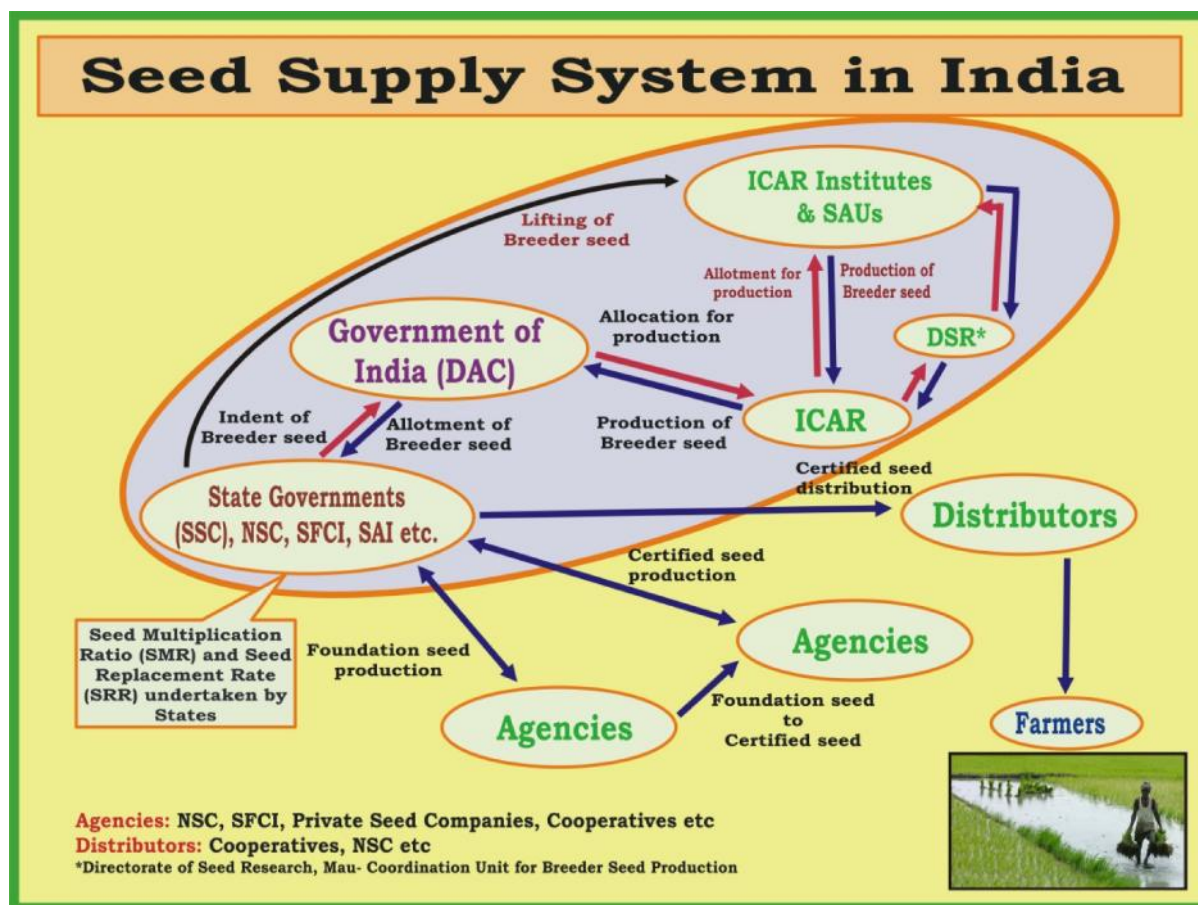 Seed Supply System in India
ICAR Institutes
& SAUs
Lifting of
Breeder seed
Allotment for
production
Production of
Breeder seed
Government of
India (DAC)
Allocation for
production
DSR*
Indent of
Breeder seed
Allotment of
Breeder seed
Production of
Breeder seed
ICAR
State Governments
(SSC), NSC, SFCI, SAI etc.
Certified seed
distribution
Distributors
Certified seed
production
Seed Multiplication
Ratio (SMR) and Seed
Replacement Rate
(SRR) undertaken by
States
Foundation seed
production
Agencies
Agencies
Foundation seed
to
Certified seed
Farmers
Agencies: NSC, SFCI, Private Seed Companies, Cooperatives etc
Distributors: Cooperatives, NSC etc
*Directorate of Seed Research, Mau- Coordination Unit for Breeder Seed Production